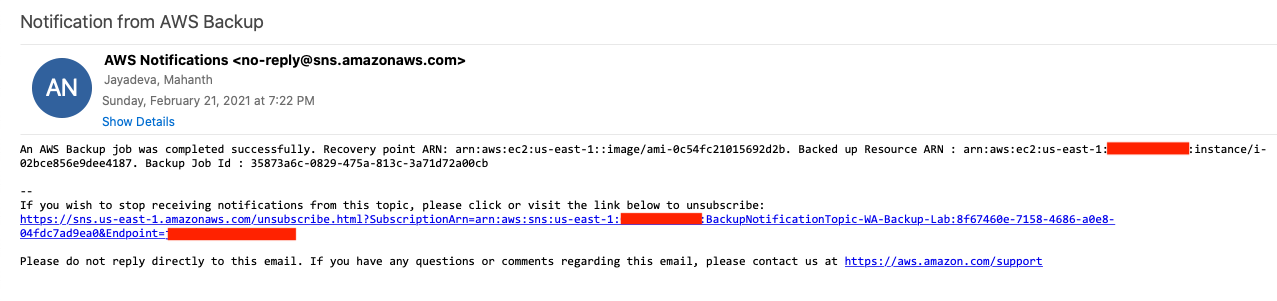 Notification from AWS Backup
AN
AWS Notifications <no-reply@sns.amazonaws.com>
Jayadeva, Mahanth
Sunday, February 21, 2021 at 7:22 PM
Show Details
An AWS Backup job was completed successfully. Recovery point ARN: arn:aws:ec2:us-east-1::image/ami-0c54fc21015692d2b. Backed up Resource ARN : arn:aws:ec2:us-east-1: :instance/i-
02bce856e9dee4187. Backup Job Id : 35873a6c-0829-475a-813c-3a71d72a00cb
--
If you wish to stop receiving notifications from this topic, please click or visit the link below to unsubscribe:
https://sns.us-east-1.amazonaws.com/unsubscribe.html?SubscriptionArn=arn:aws:sns:us-east-1: :BackupNotificationTopic-WA-Backup-Lab:8f67460e-7158-4686-a0e8-
04fdc7ad9ea0&Endpoint=
Please do not reply directly to this email. If you have any questions or comments regarding this email, please contact us at https://aws.amazon.com/support